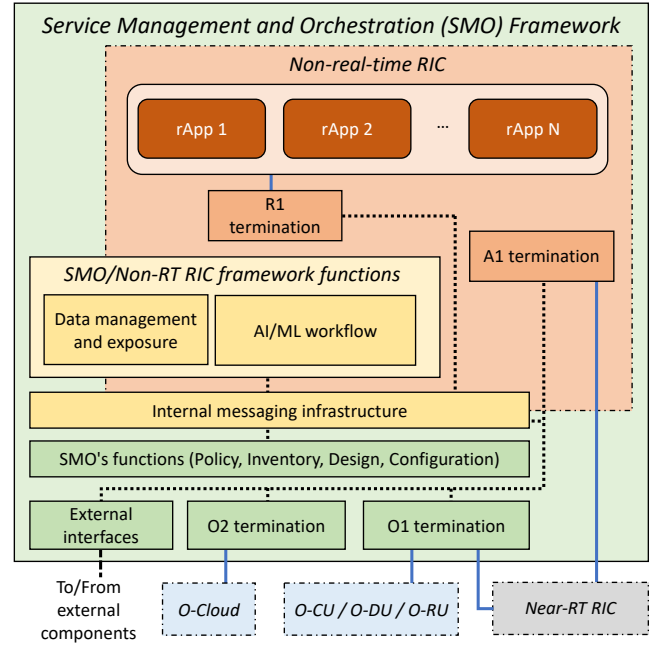 Service Management and Orchestration (SMO) Framework
Non-real-time RIC
rApp 1
rApp 2
...
rApp N
R1
termination
A1 termination
SMO/Non-RT RIC framework functions
Data management
and exposure
AI/ML workflow
Internal messaging infrastructure
SMO's functions (Policy, Inventory, Design, Configuration)
External
interfaces
O2 termination
O1 termination
To/From
external
components
O-Cloud
O-CU / O-DU / O-RU
Near-RT RIC